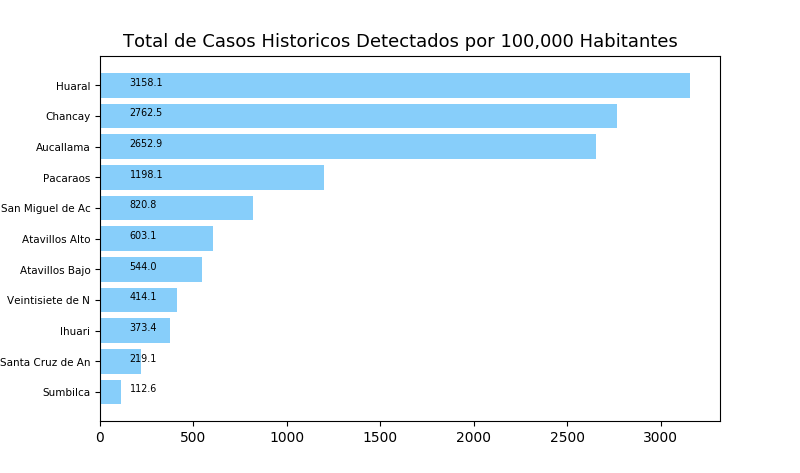 Total de Casos Historicos Detectados por 100,000 Habitantes
Huaral 3158.1
Chancay 2762.5
Aucallama 2652.9
Pacaraos 1198.1
San Miguel de Ac 820.8
Atavillos Alto 603.1
Atavillos Bajo 544.0
Veintisiete de N 414.1
Ihuari 373.4
Santa Cruz de An 219.1
Sumbilca 112.6
0 500 1000 1500 2000 2500 3000